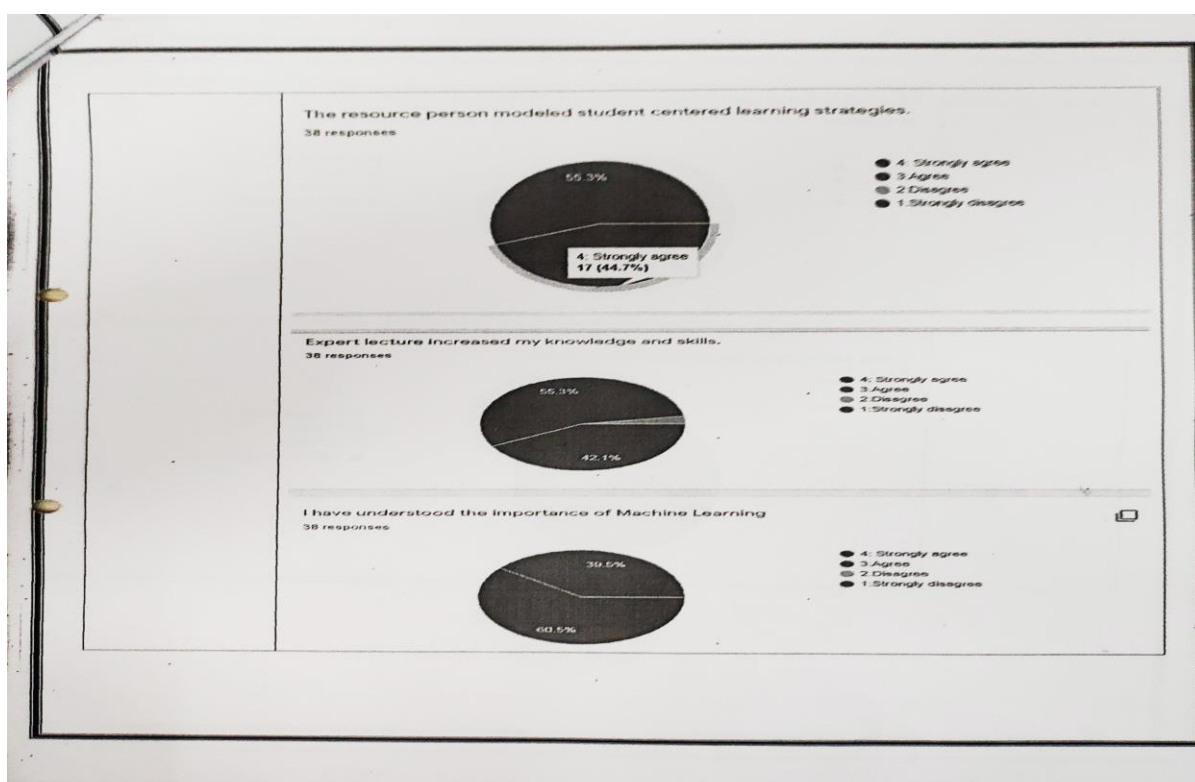 The resource person modeled student centered learning strategies.
38 responses
4: Strongly agree
3.Agree
2.Disagree
1.Strongly disagree
55.3%
4: Strongly agree
17 (44.7%)
Expert lecture increased my knowledge and skills.
38 responses
4: Strongly agree
3.Agree
2.Disagree
1.Strongly disagree
55.3%
42.1%
I have understood the importance of Machine Learning
38 responses
4: Strongly agree
3.Agree
2.Disagree
1.Strongly disagree
39.5%
60.5%